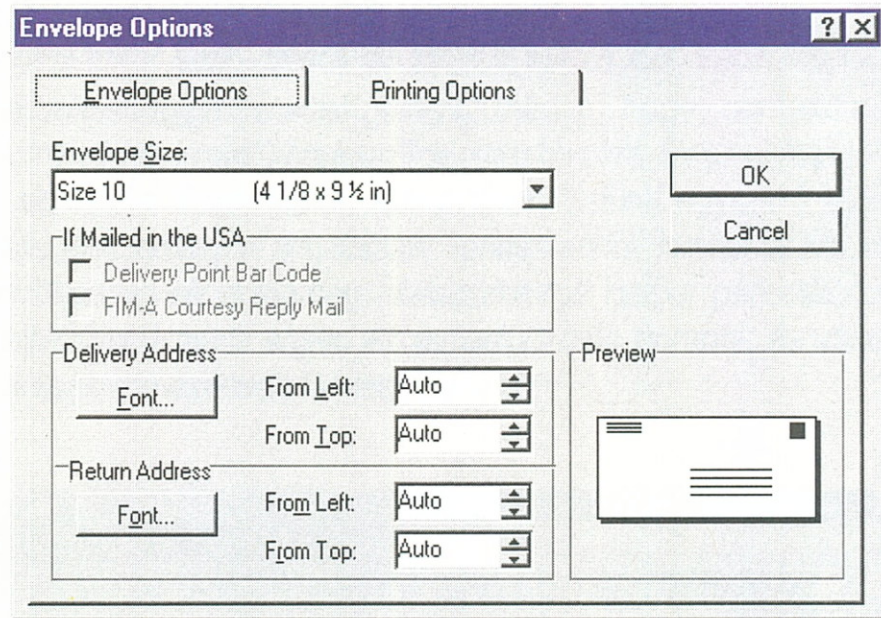 Envelope Options
Envelope Options Printing Options
Envelope Size:
Size 10 (4 1/8 x 9 ½ in)
OK
Cancel
If Mailed in the USA
Delivery Point Bar Code
FIM-A Courtesy Reply Mail
Delivery Address
Font...
From Left: Auto
From Top: Auto
Return Address
Font...
From Left: Auto
From Top: Auto
Preview